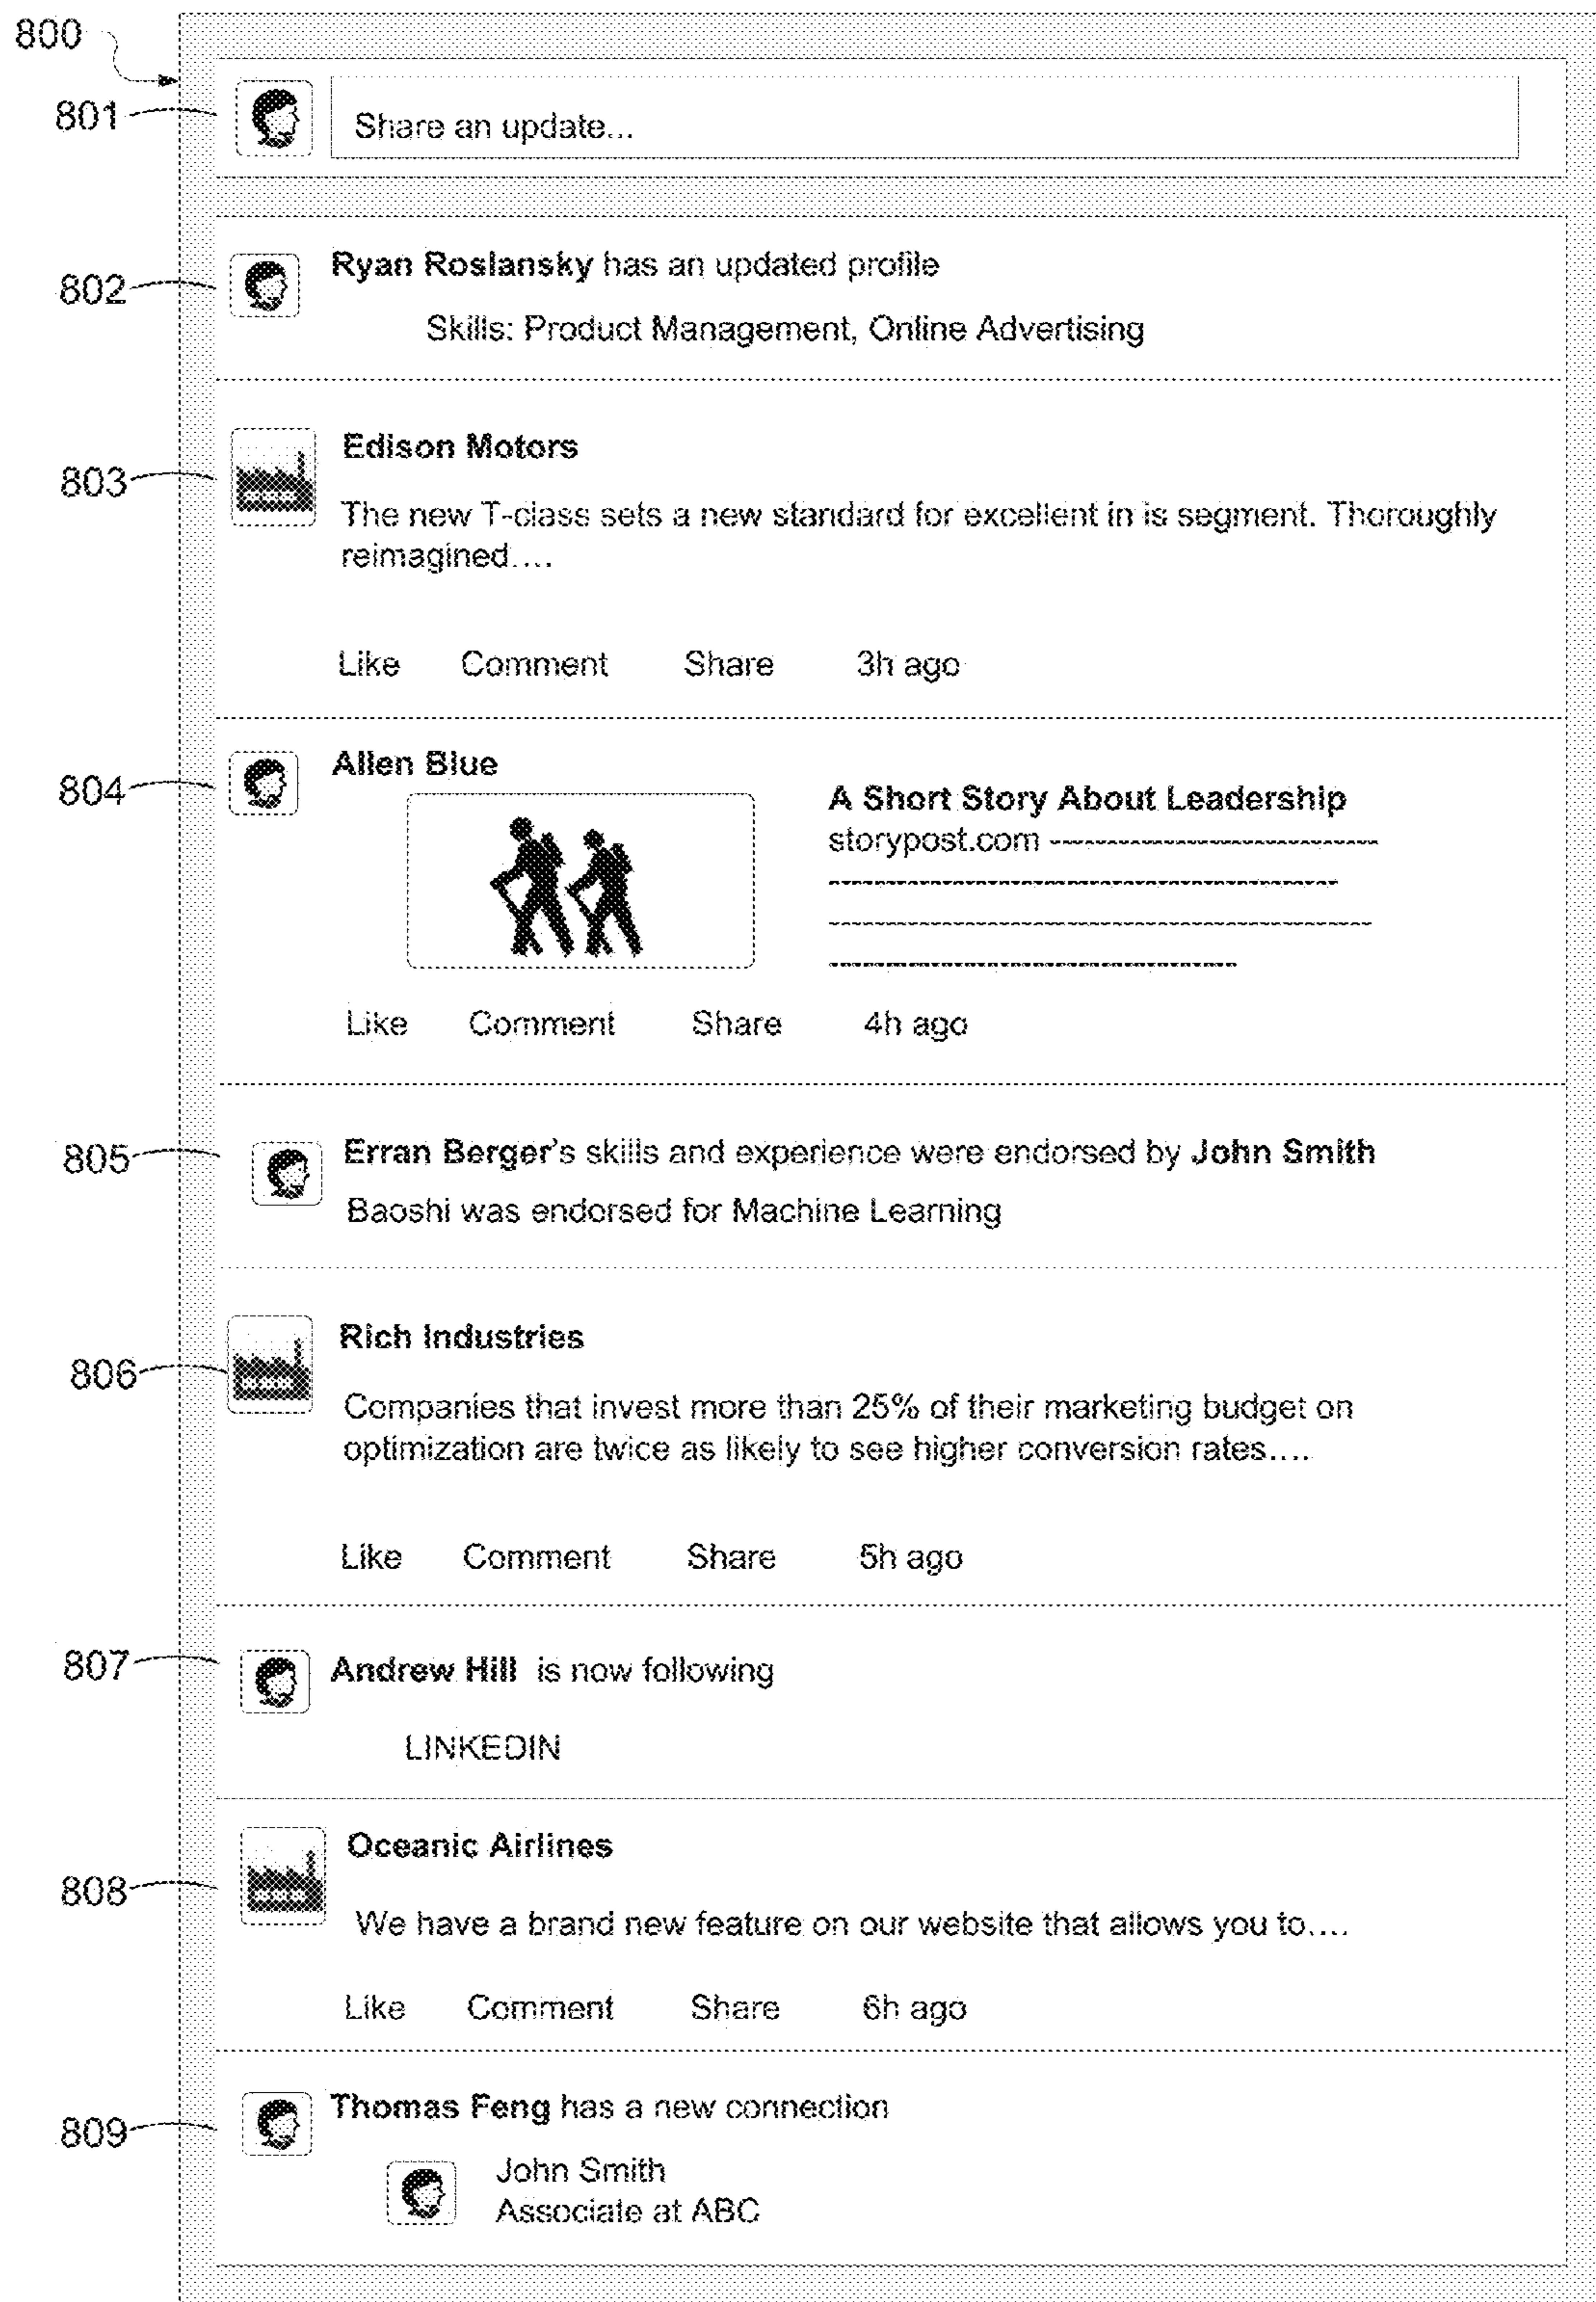 800
801
Share an update...
802
Ryan Roslansky has an updated profile
Skills: Product Management, Online Advertising
803
Edison Motors
The new T-class sets a new standard for excellent in is segment. Thoroughly
reimagined....
Like Comment Share 3h ago
804
Allen Blue
A Short Story About Leadership
storypost.com
Like Comment Share 4h ago
805
Erran Berger's skills and experience were endorsed by John Smith
Baoshi was endorsed for Machine Learning
806
Rich Industries
Companies that invest more than 25% of their marketing budget on
optimization are twice as likely to see higher conversion rates....
Like Comment Share 5h ago
807
Andrew Hill is now following
LINKEDIN
808
Oceanic Airlines
We have a brand new feature on our website that allows you to....
Like Comment Share 6h ago
809
Thomas Feng has a new connection
John Smith
Associate at ABC